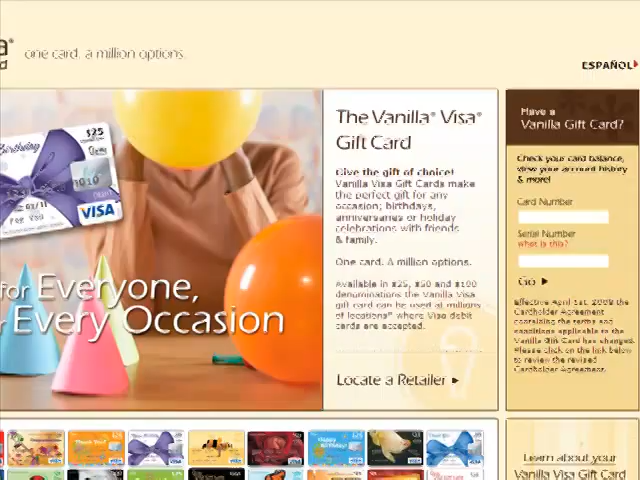 one card. a million options.
ESPAÑOL
Birthday
$25
VISA
for Everyone,
Every Occasion
The Vanilla® Visa®
Gift Card
Give the gift of choice!
Vanilla Visa Gift Cards make
the perfect gift for any
occasion; birthdays,
anniversaries or holiday
celebrations with friends
& family.
One card. A million options.
Available in $25, $50 and $100
denominations the Vanilla Visa
gift card can be used at millions
of locations* where Visa debit
cards are accepted.
Locate a Retailer
Have a
Vanilla Gift Card?
Check your card balance,
view your account history
& more!
Card Number
Serial Number
what is this?
Go
Effective April 1st, 2008 the
Cardholder Agreement
containing the terms and
conditions applicable to the
Vanilla Gift Card has changed.
Please click on the link below
to review the revised
Cardholder Agreement.
Learn about your
Vanilla Visa Gift Card